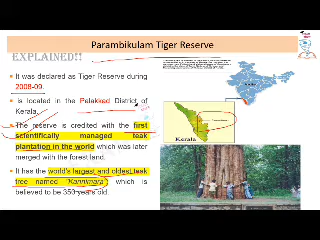 Parambikulam Tiger Reserve
EXPLAINED!!
It was declared as Tiger Reserve during
2008-09.
is located in the Palakkad District of
Kerala.
The reserve is credited with the first
scientifically managed teak
plantation in the world which was later
merged with the forest land.
It has the world's largest and oldest teak
tree named 'Kannimara' which is
believed to be 350 years old.
Kerala